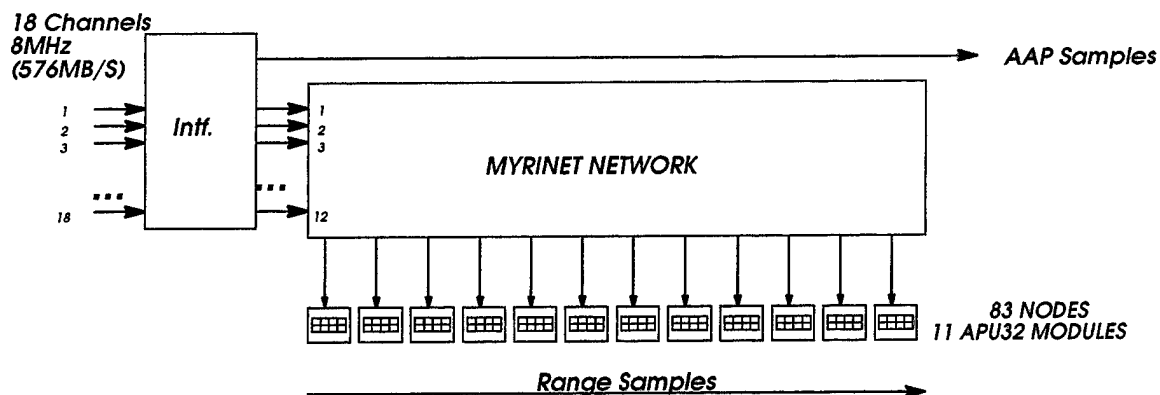 18 Channels
8MHz
(576MB/S)
AAP Samples
1
2
3
...
18
Intf.
...
1
2
3
12
MYRINET NETWORK
83 NODES
11 APU32 MODULES
Range Samples